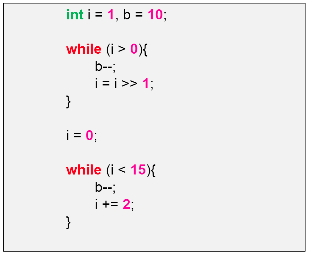 int i = 1, b = 10;
while (i > 0){
b--;
i = i >> 1;
}
i = 0;
while (i < 15){
b--;
i += 2;
}